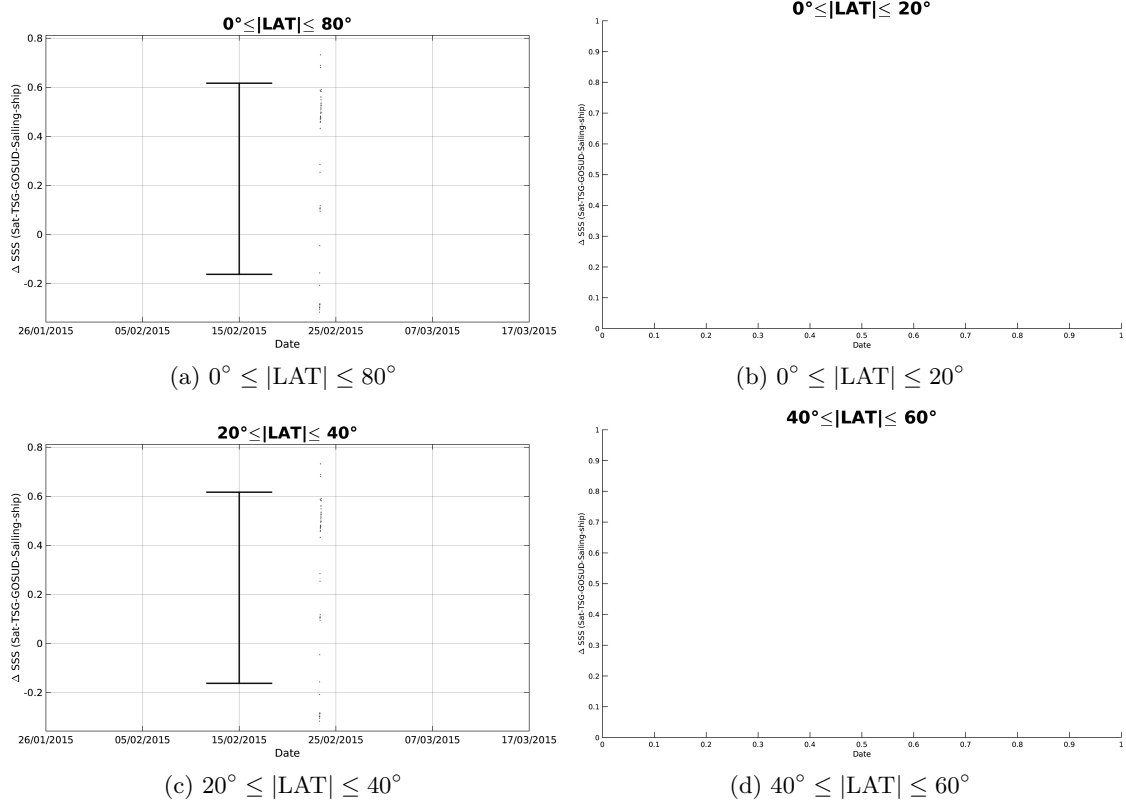 0°≤|LAT|≤ 80°
0.8
0.6
0.4
0.2
0
-0.2
Δ SSS (Sat-TSG-GOSUD-Sailing-ship)
26/01/2015 05/02/2015 15/02/2015 25/02/2015 07/03/2015 17/03/2015
Date
(a) 0° ≤ |LAT| ≤ 80°
0°≤|LAT|≤ 20°
1
0.9
0.8
0.7
0.6
0.5
0.4
0.3
0.2
0.1
0
Δ SSS (Sat-TSG-GOSUD-Sailing-ship)
0 0.1 0.2 0.3 0.4 0.5 0.6 0.7 0.8 0.9 1
Date
(b) 0° ≤ |LAT| ≤ 20°
20°≤|LAT|≤ 40°
0.8
0.6
0.4
0.2
0
-0.2
Δ SSS (Sat-TSG-GOSUD-Sailing-ship)
26/01/2015 05/02/2015 15/02/2015 25/02/2015 07/03/2015 17/03/2015
Date
(c) 20° ≤ |LAT| ≤ 40°
40°≤|LAT|≤ 60°
1
0.9
0.8
0.7
0.6
0.5
0.4
0.3
0.2
0.1
0
Δ SSS (Sat-TSG-GOSUD-Sailing-ship)
0 0.1 0.2 0.3 0.4 0.5 0.6 0.7 0.8 0.9 1
Date
(d) 40° ≤ |LAT| ≤ 60°